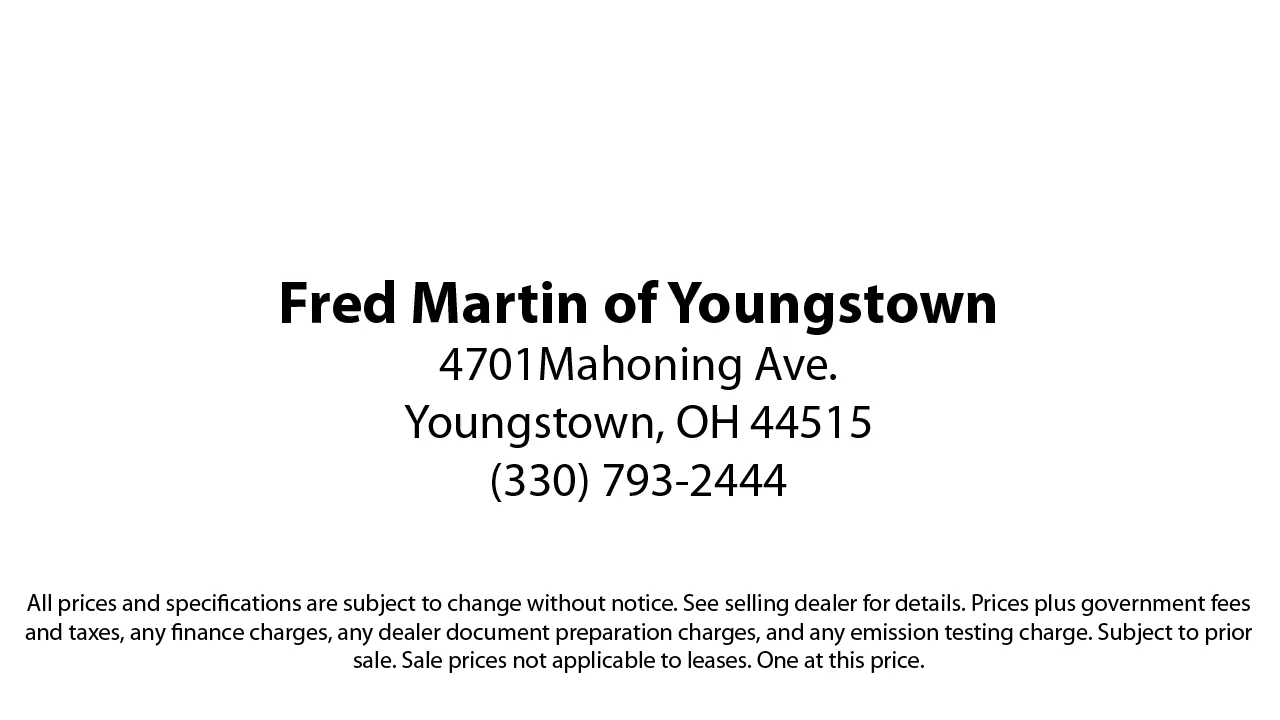 Fred Martin of Youngstown
4701Mahoning Ave.
Youngstown, OH 44515
(330) 793-2444
All prices and specifications are subject to change without notice. See selling dealer for details. Prices plus government fees
and taxes, any finance charges, any dealer document preparation charges, and any emission testing charge. Subject to prior
sale. Sale prices not applicable to leases. One at this price.